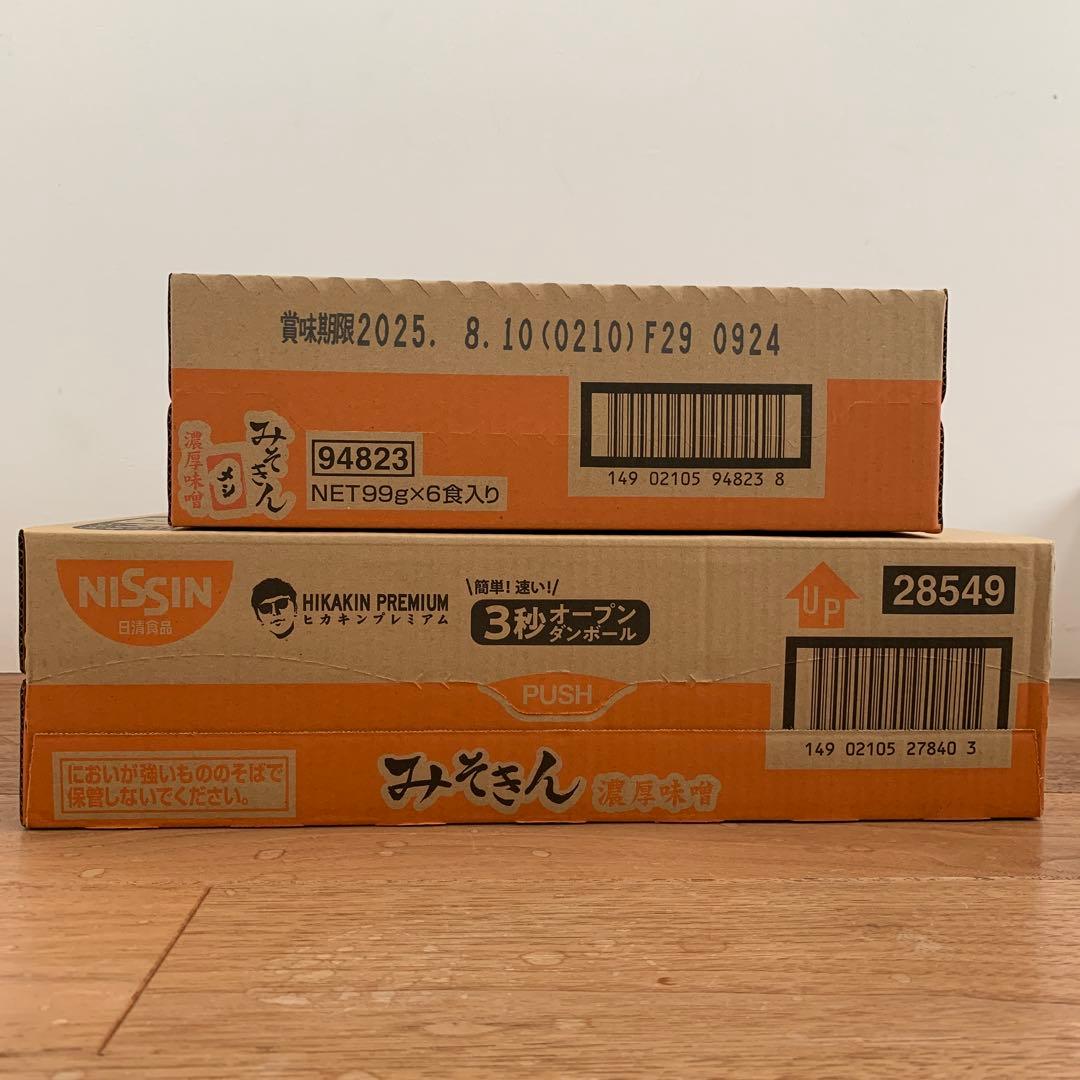 賞味期限2025. 8.10(0210)F29 0924
みそきん
メシ
濃厚味噌
94823
NET99g×6食入り
149 02105 94823 8
NISSIN
日清食品
HIKAKIN PREMIUM
ヒカキンプレミアム
\簡単!速い!/
3秒オープン
ダンボール
UP
28549
PUSH
149 02105 27840 3
においが強いもののそばで
保管しないでください。
みそきん 濃厚味噌